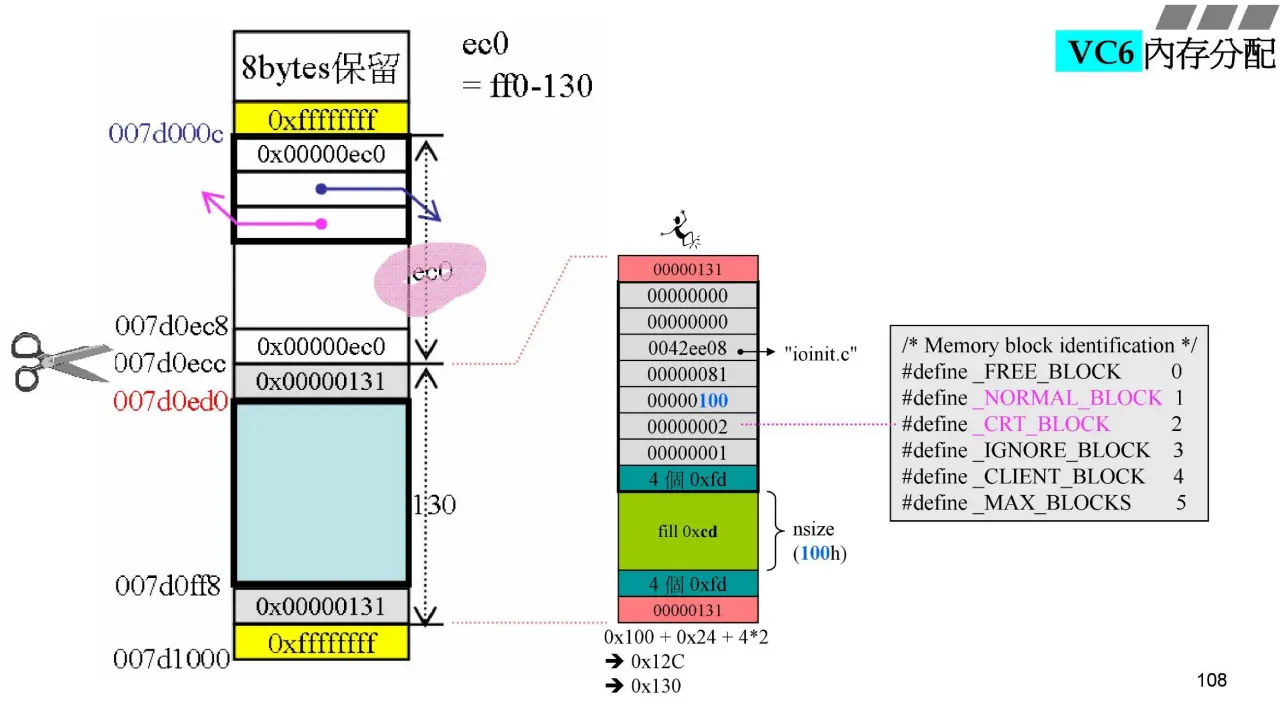 VC6 內存分配
ec0
= ff0-130
8bytes保留
0xffffffff
007d000c
0x00000ec0
ec0
007d0ec8
0x00000ec0
007d0ecc
0x00000131
007d0ed0
130
007d0ff8
0x00000131
0xffffffff
007d1000
00000131
00000000
00000000
0042ee08
"ioinit.c"
00000081
00000100
00000002
00000001
4 個 0xfd
fill 0xcd
nsize
(100h)
4 個 0xfd
00000131
0x100 + 0x24 + 4*2
➔ 0x12C
➔ 0x130
/* Memory block identification */
#define _FREE_BLOCK 0
#define _NORMAL_BLOCK 1
#define _CRT_BLOCK 2
#define _IGNORE_BLOCK 3
#define _CLIENT_BLOCK 4
#define _MAX_BLOCKS 5
108